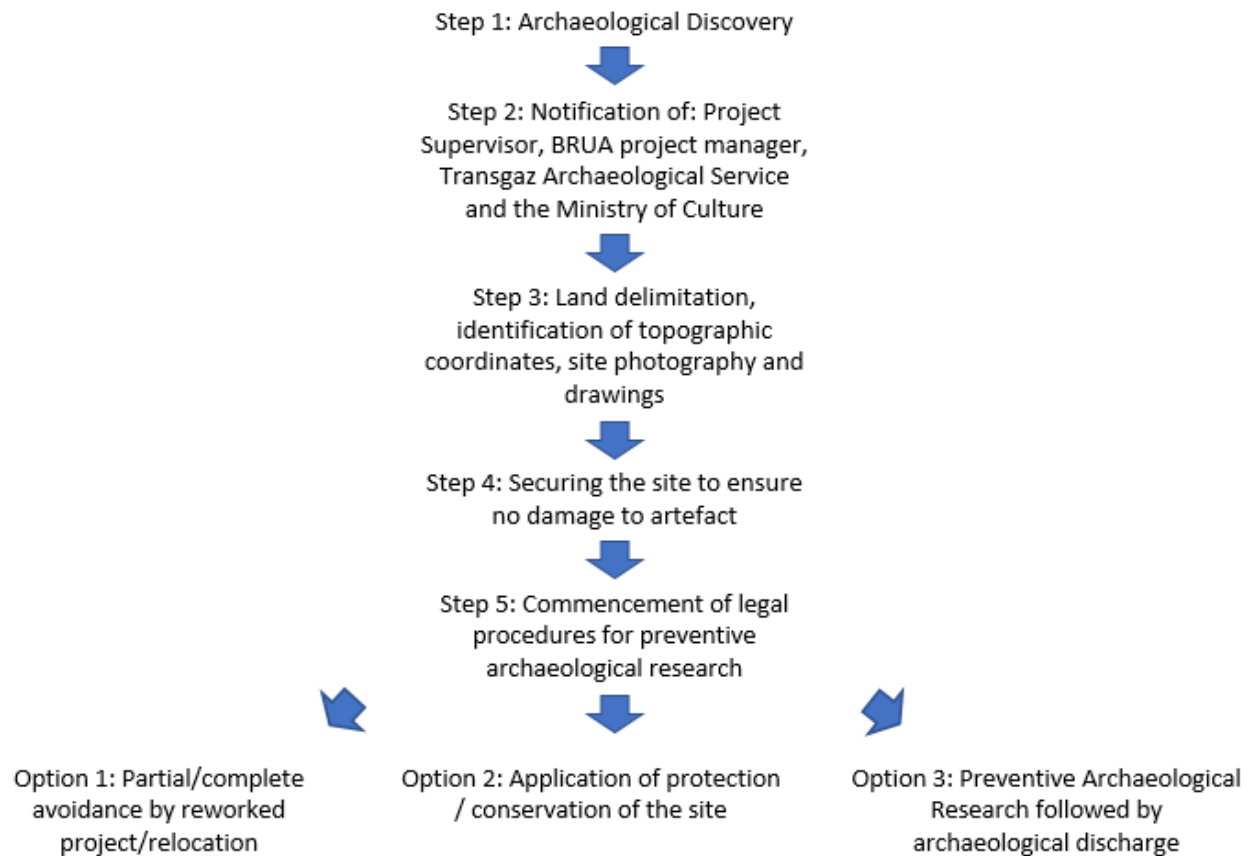 Step 1: Archaeological Discovery
Step 2: Notification of: Project
Supervisor, BRUA project manager,
Transgaz Archaeological Service
and the Ministry of Culture
Step 3: Land delimitation,
identification of topographic
coordinates, site photography and
drawings
Step 4: Securing the site to ensure
no damage to artefact
Step 5: Commencement of legal
procedures for preventive
archaeological research
Option 1: Partial/complete
avoidance by reworked
project/relocation
Option 2: Application of protection
/ conservation of the site
Option 3: Preventive Archaeological
Research followed by
archaeological discharge